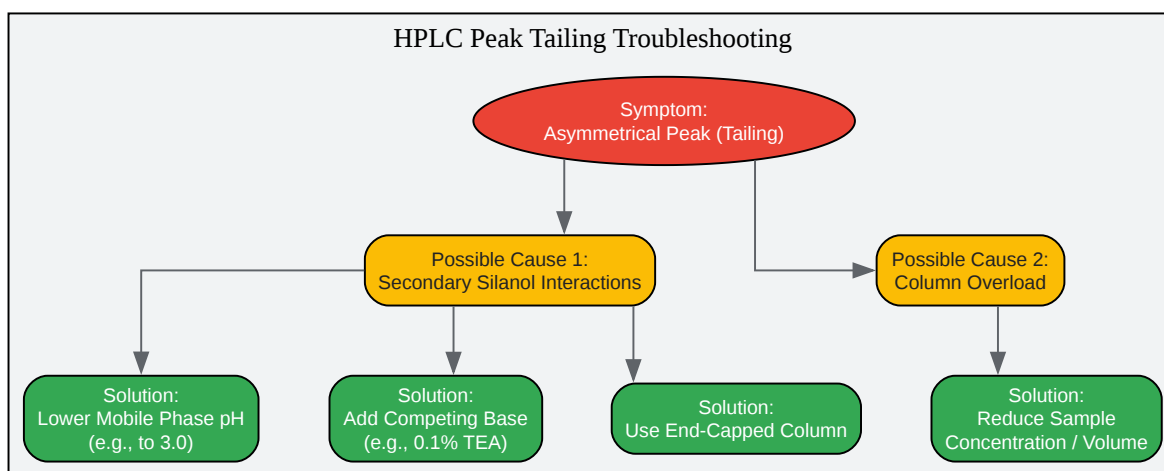 HPLC Peak Tailing Troubleshooting
Symptom:
Asymmetrical Peak (Tailing)
Possible Cause 1:
Secondary Silanol Interactions
Possible Cause 2:
Column Overload
Solution:
Lower Mobile Phase pH
(e.g., to 3.0)
Solution:
Add Competing Base
(e.g., 0.1% TEA)
Solution:
Use End-Capped Column
Solution:
Reduce Sample
Concentration / Volume